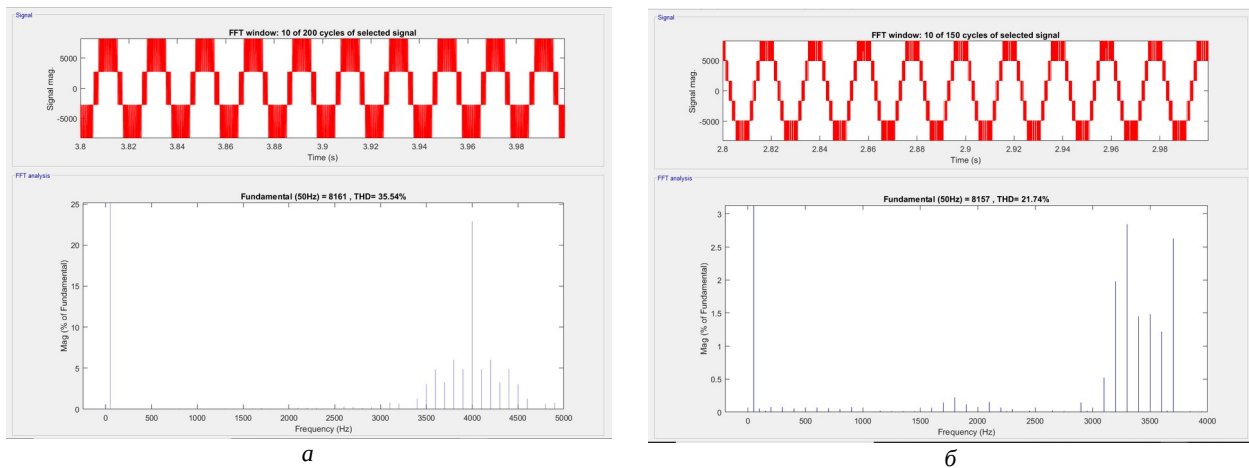 Signal
FFT window: 10 of 200 cycles of selected signal
Signal mag.
5000
0
-5000
3.8 3.82 3.84 3.86 3.88 3.9 3.92 3.94 3.96 3.98
Time (s)
FFT analysis
Fundamental (50Hz) = 8161 , THD= 35.54%
Mag (% of Fundamental)
25
20
15
10
5
0
0 500 1000 1500 2000 2500 3000 3500 4000 4500 5000
Frequency (Hz)
а
Signal
FFT window: 10 of 150 cycles of selected signal
Signal mag.
5000
0
-5000
2.8 2.82 2.84 2.86 2.88 2.9 2.92 2.94 2.96 2.98
Time (s)
FFT analysis
Fundamental (50Hz) = 8157 , THD= 21.74%
Mag (% of Fundamental)
3
2.5
2
1.5
1
0.5
0
0 500 1000 1500 2000 2500 3000 3500 4000
Frequency (Hz)
б